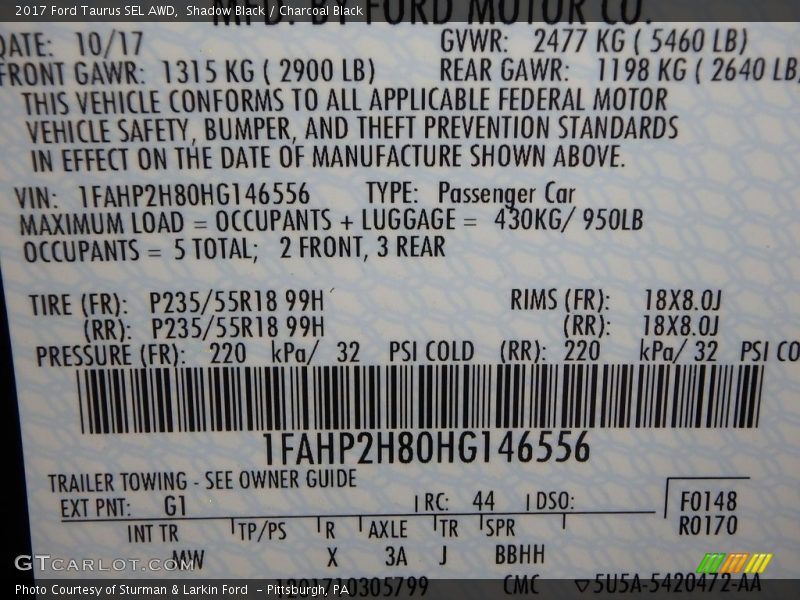 2017 Ford Taurus SEL AWD, Shadow Black / Charcoal Black
MFD. BY FORD MOTOR CO.
DATE: 10/17 GVWR: 2477 KG ( 5460 LB)
FRONT GAWR: 1315 KG ( 2900 LB) REAR GAWR: 1198 KG ( 2640 LB)
THIS VEHICLE CONFORMS TO ALL APPLICABLE FEDERAL MOTOR
VEHICLE SAFETY, BUMPER, AND THEFT PREVENTION STANDARDS
IN EFFECT ON THE DATE OF MANUFACTURE SHOWN ABOVE.
VIN: 1FAHP2H80HG146556 TYPE: Passenger Car
MAXIMUM LOAD = OCCUPANTS + LUGGAGE = 430KG/ 950LB
OCCUPANTS = 5 TOTAL; 2 FRONT, 3 REAR
TIRE (FR): P235/55R18 99H RIMS (FR): 18X8.0J
(RR): P235/55R18 99H (RR): 18X8.0J
PRESSURE (FR): 220 kPa/ 32 PSI COLD (RR): 220 kPa/ 32 PSI CO
1FAHP2H80HG146556
TRAILER TOWING - SEE OWNER GUIDE
EXT PNT: G1 RC: 44 DSO: F0148
INT TR TP/PS R AXLE TR SPR R0170
MW X 3A J BBHH
GTCARLOT.COM
1201710305799 CMC ▽5U5A-5420472-AA
Photo Courtesy of Sturman & Larkin Ford - Pittsburgh, PA